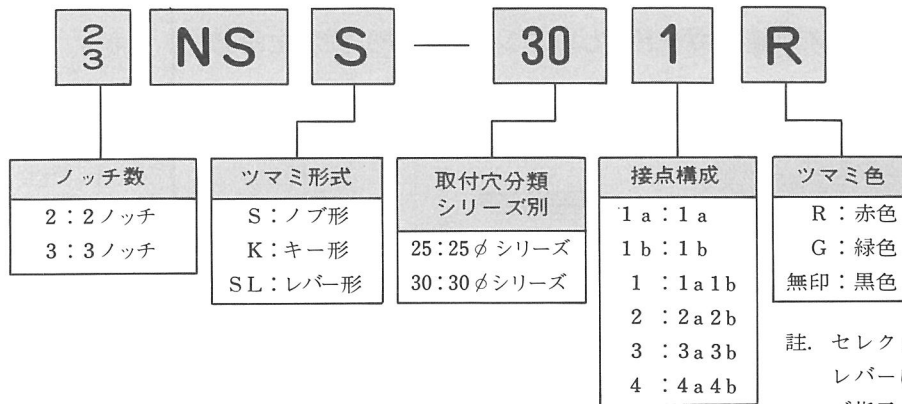 2/3 NS S — 30 1 R
ノッチ数
2：2ノッチ
3：3ノッチ
ツマミ形式
S：ノブ形
K：キー形
SL：レバー形
取付穴分類
シリーズ別
25：25φシリーズ
30：30φシリーズ
接点構成
1a：1a
1b：1b
1：1a1b
2：2a2b
3：3a3b
4：4a4b
ツマミ色
R：赤色
G：緑色
無印：黒色
註．セレク
レバー